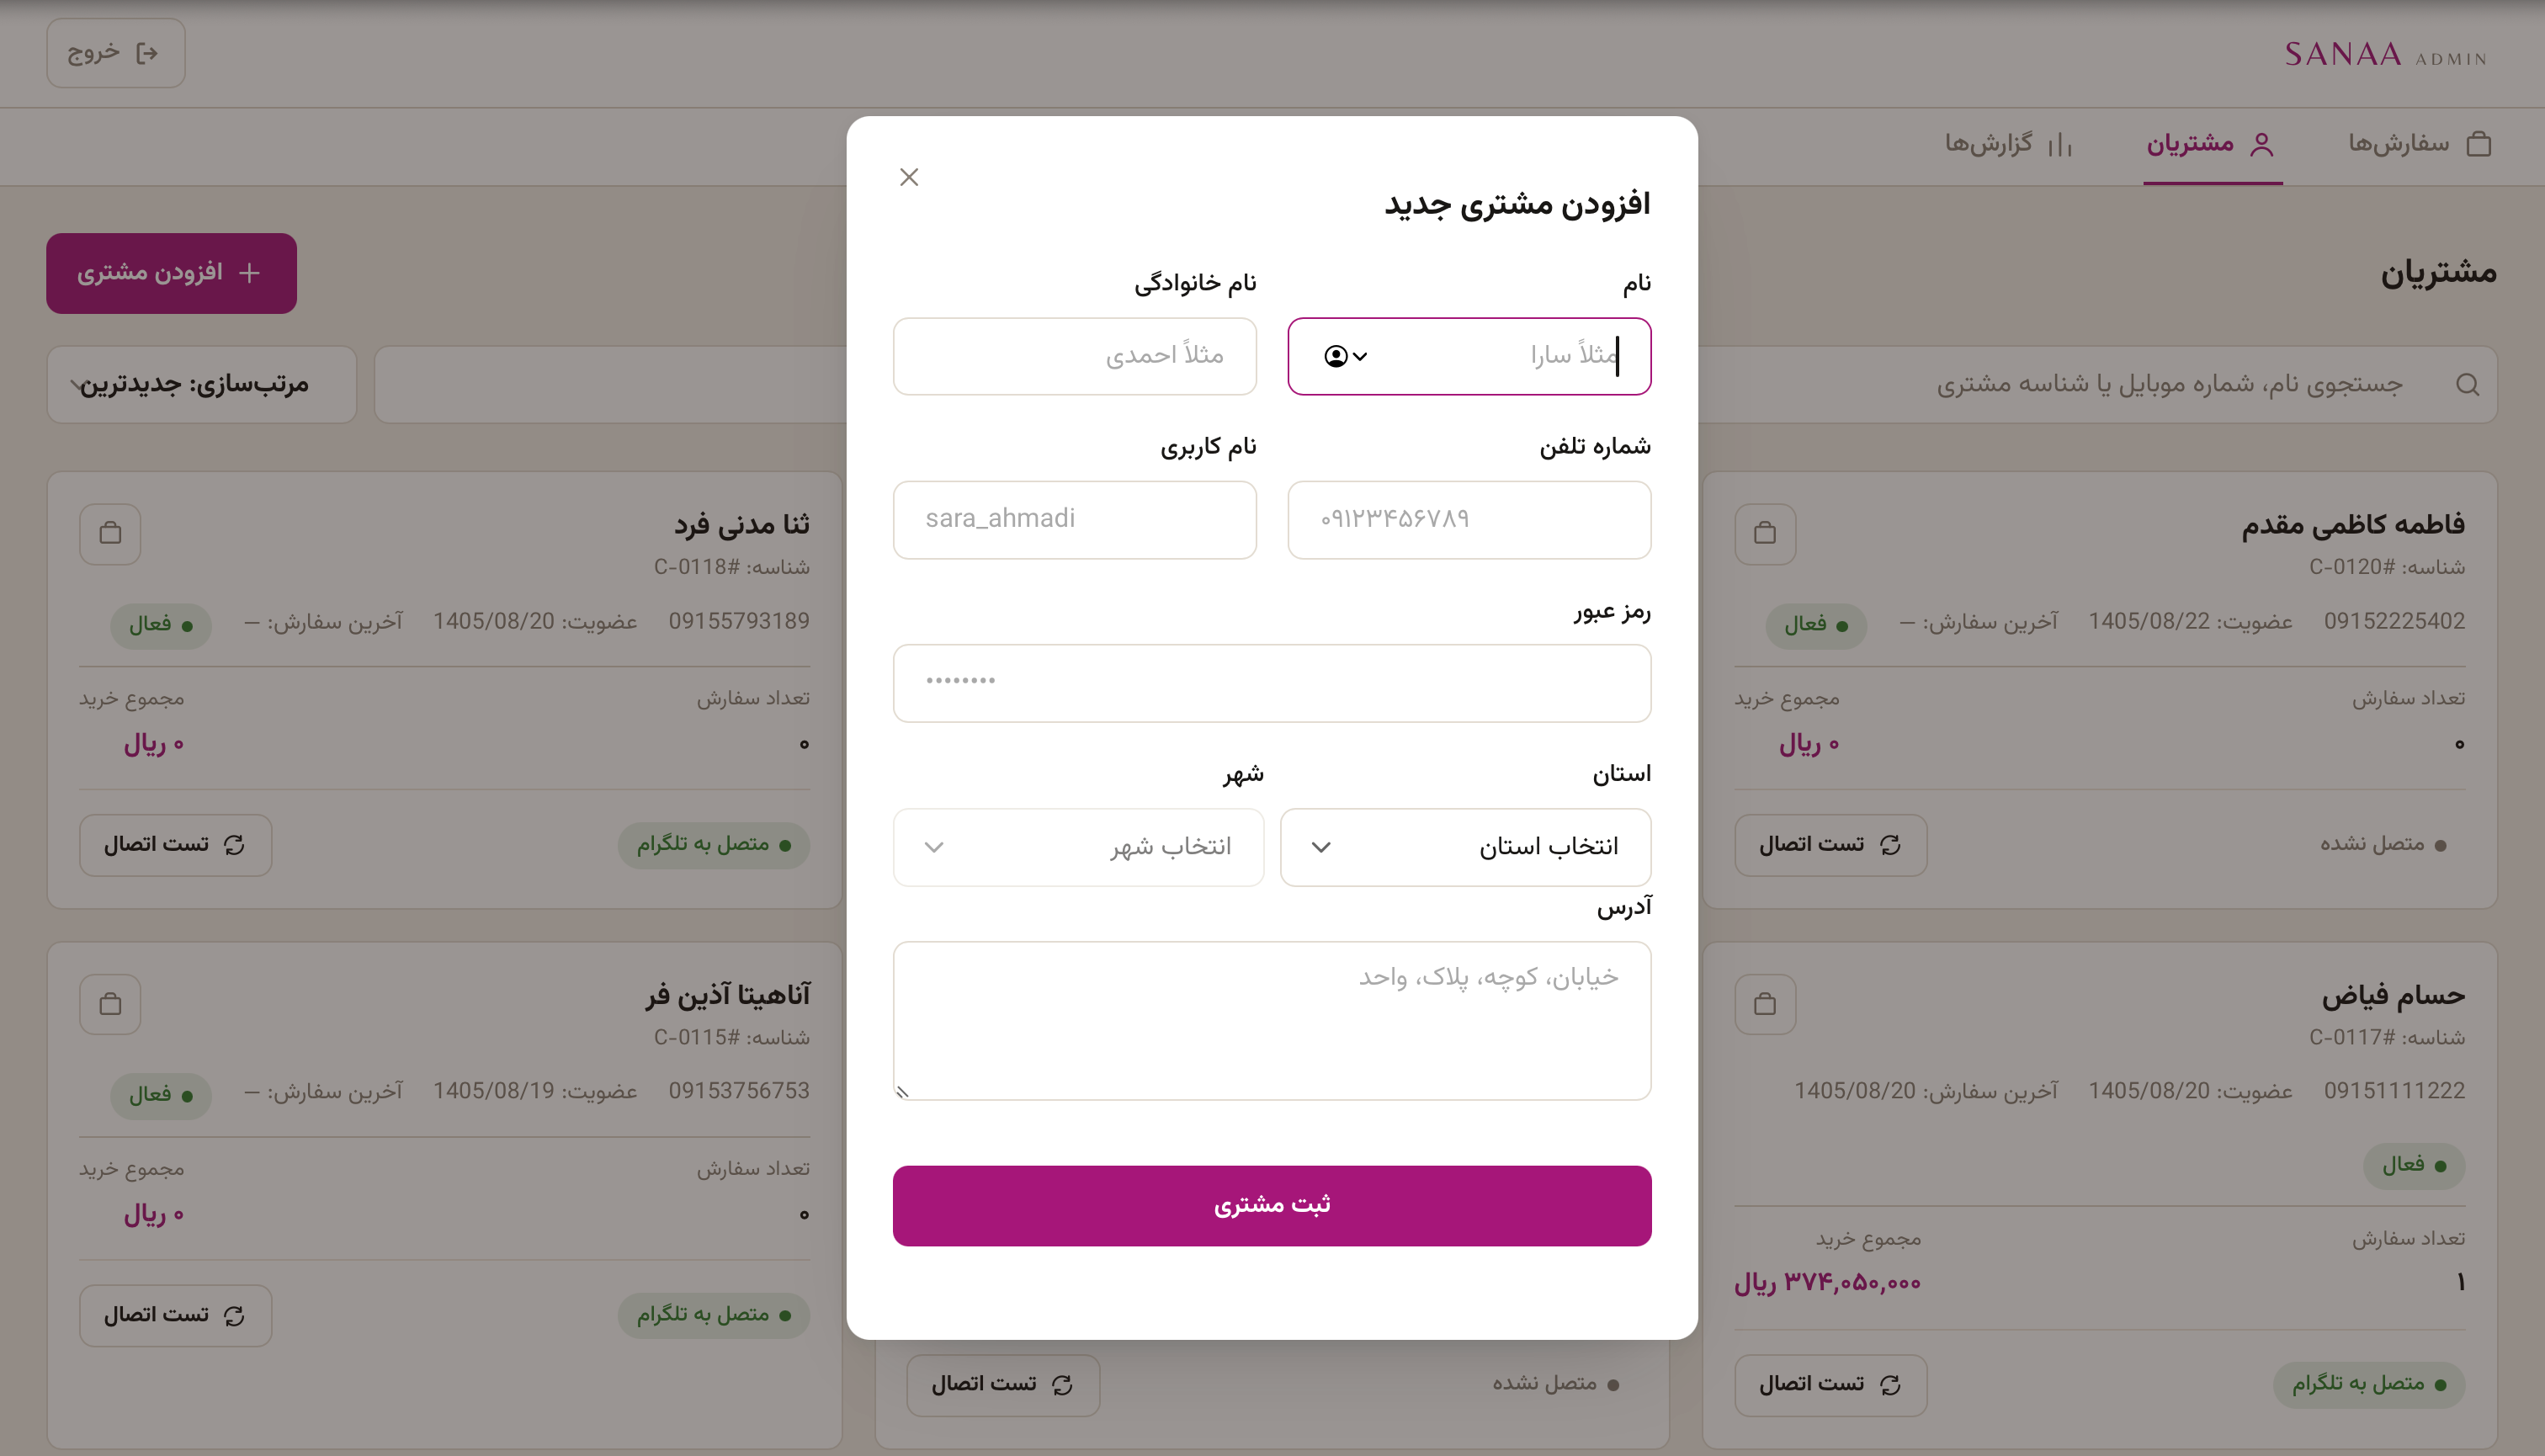 SANAA ADMIN
خروج
سفارش‌ها
مشتریان
گزارش‌ها
مشتریان
افزودن مشتری
جستجوی نام، شماره موبایل یا شناسه مشتری
مرتب‌سازی: جدیدترین
افزودن مشتری جدید
نام
مثلاً سارا
نام خانوادگی
مثلاً احمدی
شماره تلفن
۰۹۱۲۳۴۵۶۷۸۹
نام کاربری
sara_ahmadi
رمز عبور
••••••••
استان
انتخاب استان
شهر
انتخاب شهر
آدرس
خیابان، کوچه، پلاک، واحد
ثبت مشتری
فاطمه کاظمی مقدم
شناسه: #C-0120
09152225402 عضویت: 1405/08/22 آخرین سفارش: — فعال
تعداد سفارش مجموع خرید
۰ ۰ ریال
متصل نشده تست اتصال
ثنا مدنی فرد
شناسه: #C-0118
09155793189 عضویت: 1405/08/20 آخرین سفارش: — فعال
تعداد سفارش مجموع خرید
۰ ۰ ریال
متصل به تلگرام تست اتصال
حسام فیاض
شناسه: #C-0117
09151111222 عضویت: 1405/08/20 آخرین سفارش: 1405/08/20
فعال
تعداد سفارش مجموع خرید
۱ ۳۷۴,۰۵۰,۰۰۰ ریال
متصل به تلگرام تست اتصال
متصل نشده تست اتصال
آناهیتا آذین فر
شناسه: #C-0115
09153756753 عضویت: 1405/08/19 آخرین سفارش: — فعال
تعداد سفارش مجموع خرید
۰ ۰ ریال
متصل به تلگرام تست اتصال